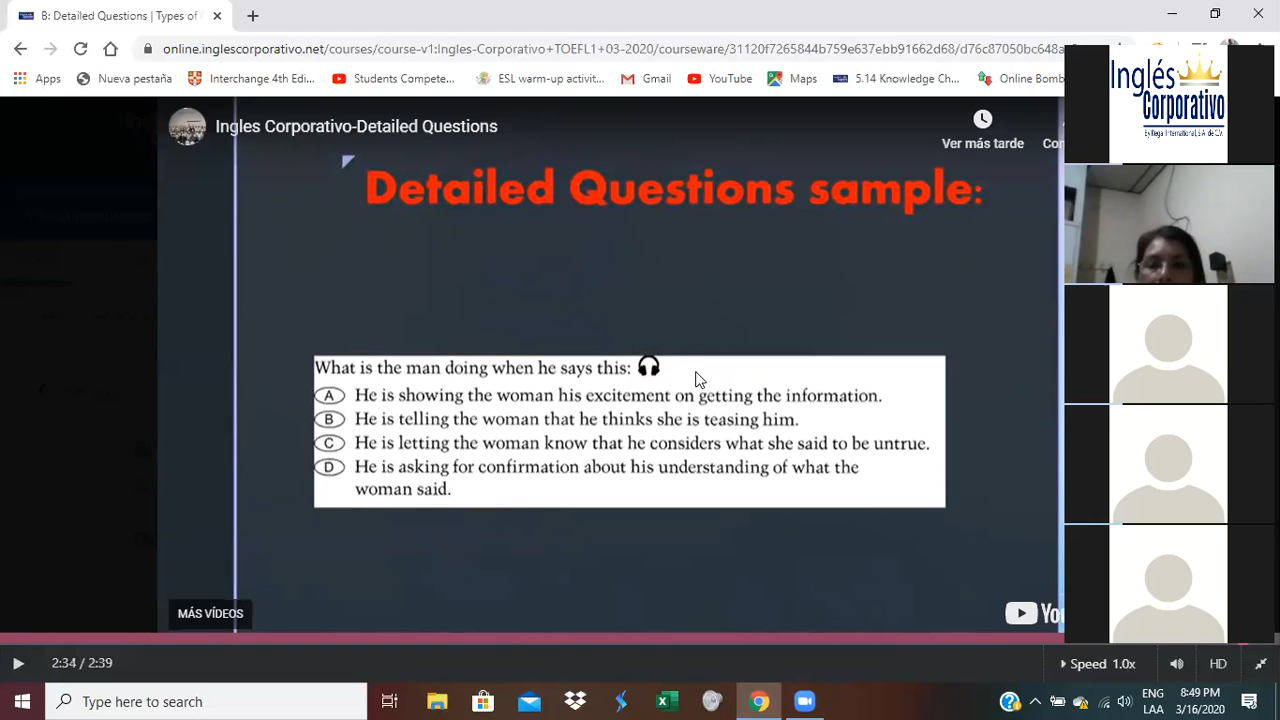 B: Detailed Questions | Types of
online.inglescorporativo.net/courses/course-v1:Ingles-Corporativo+TOEFL1+03-2020/courseware/31120f7265844b759e637ebb91662d68/d76c87050bc648a
Apps
Nueva pestaña
Interchange 4th Edi...
Students Compete...
ESL warm-up activit...
Gmail
YouTube
Maps
5.14 Knowledge Ch...
Online Bomb
Inglés
Corporativo
Ingles Corporativo-Detailed Questions
Ver más tarde
Detailed Questions sample:
What is the man doing when he says this:
A He is showing the woman his excitement on getting the information.
B He is telling the woman that he thinks she is teasing him.
C He is letting the woman know that he considers what she said to be untrue.
D He is asking for confirmation about his understanding of what the
woman said.
MÁS VÍDEOS
2:34 / 2:39
Speed 1.0x
HD
Type here to search
ENG
LAA
8:49 PM
3/16/2020